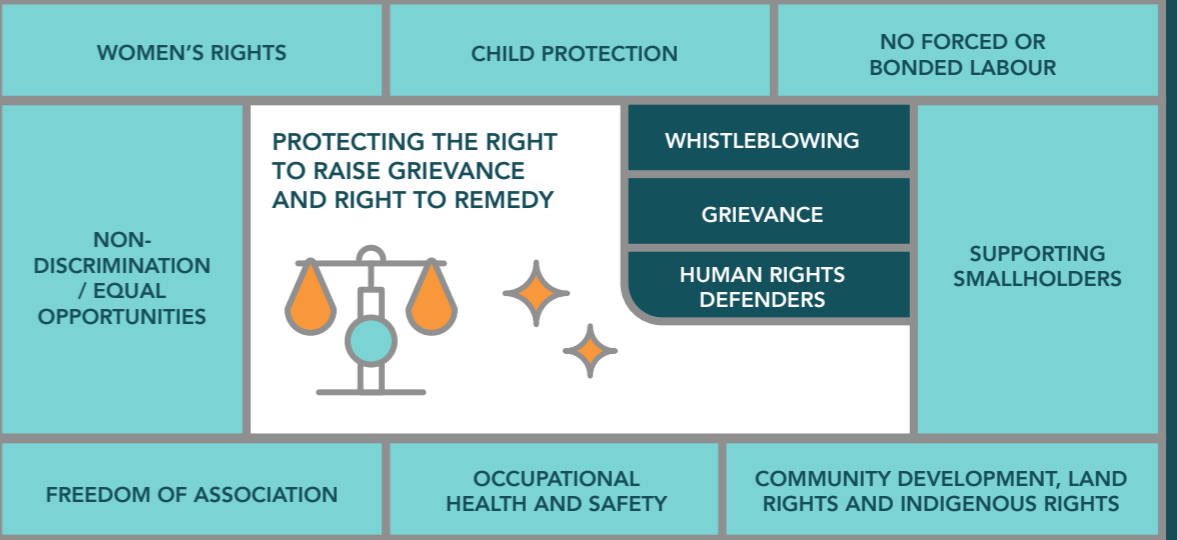 WOMEN'S RIGHTS
CHILD PROTECTION
NO FORCED OR
BONDED LABOUR
NON-
DISCRIMINATION
/ EQUAL
OPPORTUNITIES
PROTECTING THE RIGHT
TO RAISE GRIEVANCE
AND RIGHT TO REMEDY
WHISTLEBLOWING
GRIEVANCE
HUMAN RIGHTS
DEFENDERS
SUPPORTING
SMALLHOLDERS
FREEDOM OF ASSOCIATION
OCCUPATIONAL
HEALTH AND SAFETY
COMMUNITY DEVELOPMENT, LAND
RIGHTS AND INDIGENOUS RIGHTS